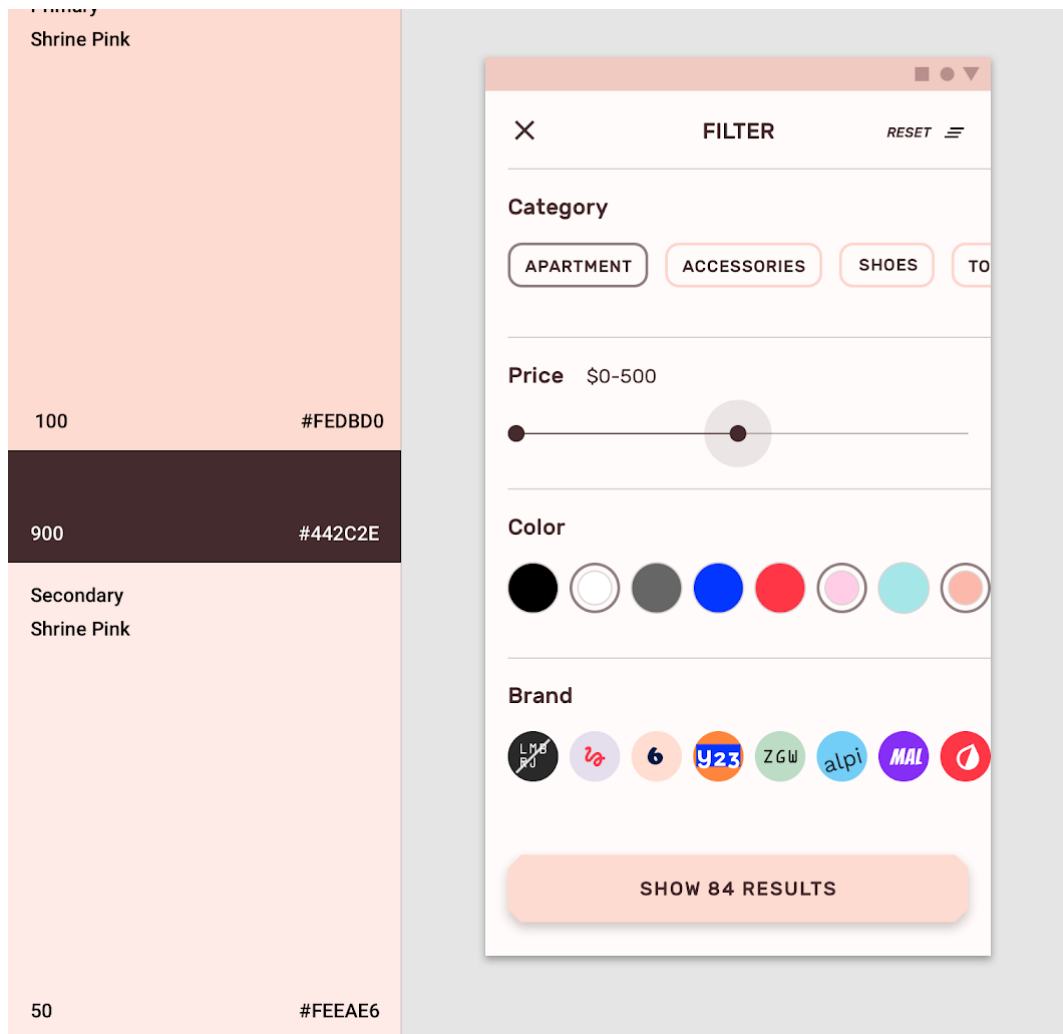 Primary
Shrine Pink
100 #FEDBD0
900 #442C2E
Secondary
Shrine Pink
50 #FEEAE6
FILTER RESET
Category
APARTMENT ACCESSORIES SHOES TO
Price $0-500
Color
Brand
LMB
RJ
6
Y23
ZGW
alpi
MAL
SHOW 84 RESULTS